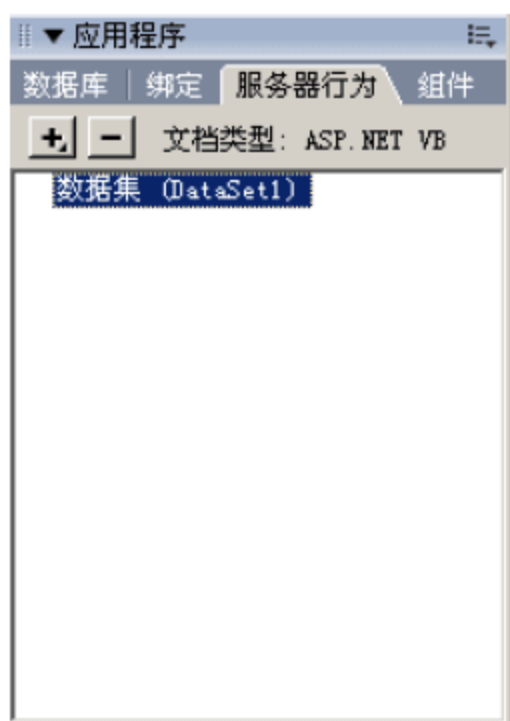 应用程序
数据库 绑定 服务器行为 组件
文档类型: ASP.NET VB
数据集 (DataSet1)